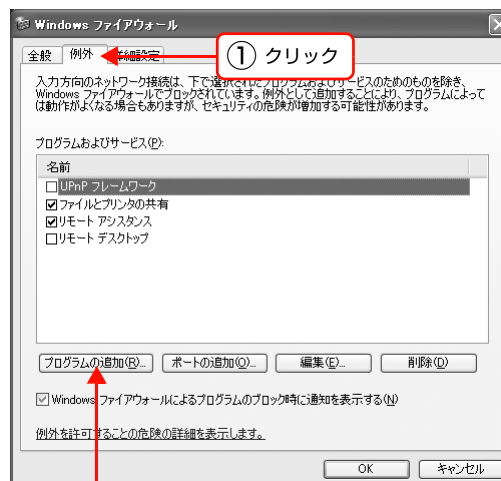 Windows ファイアウォール
全般 例外 詳細設定
① クリック
入力方向のネットワーク接続は、下で選択されたプログラムおよびサービスのためのものを除き、
Windows ファイアウォールでブロックされています。例外として追加することにより、プログラムによって
は動作がよくなる場合もありますが、セキュリティの危険が増加する可能性があります。
プログラムおよびサービス(P):
名前
UPnP フレームワーク
ファイルとプリンタの共有
リモート アシスタンス
リモート デスクトップ
プログラムの追加(R)... ポートの追加(O)... 編集(E)... 削除(D)
Windows ファイアウォールによるプログラムのブロック時に通知を表示する(N)
例外を許可することの危険の詳細を表示します。
OK キャンセル